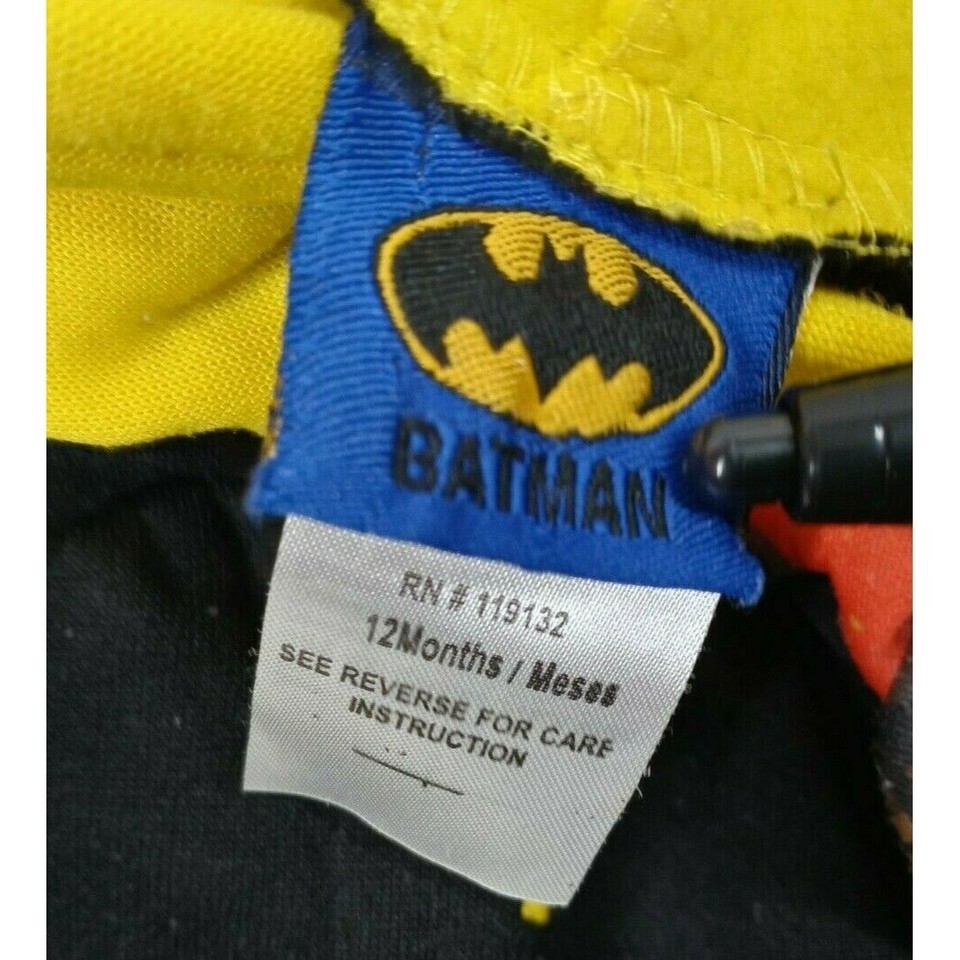 BATMAN
RN # 119132
12Months / Meses
SEE REVERSE FOR CARE
INSTRUCTION